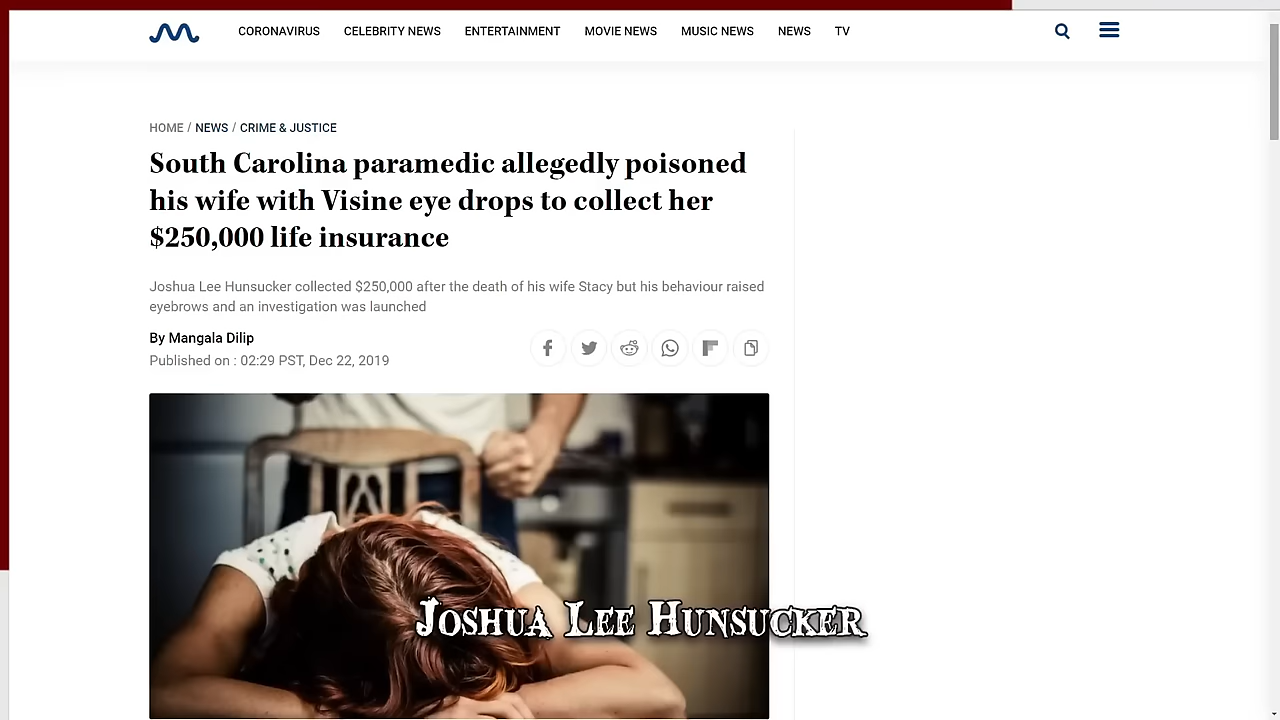 CORONAVIRUS CELEBRITY NEWS ENTERTAINMENT MOVIE NEWS MUSIC NEWS NEWS TV
HOME / NEWS / CRIME & JUSTICE
South Carolina paramedic allegedly poisoned
his wife with Visine eye drops to collect her
$250,000 life insurance
Joshua Lee Hunsucker collected $250,000 after the death of his wife Stacy but his behaviour raised
eyebrows and an investigation was launched
By Mangala Dilip
Published on : 02:29 PST, Dec 22, 2019
Joshua Lee Hunsucker